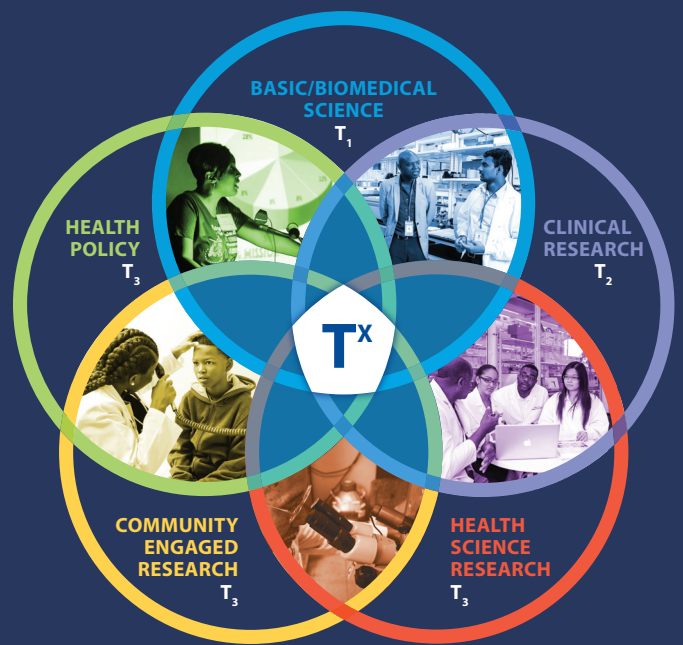 BASIC/BIOMEDICAL
SCIENCE
T1
HEALTH
POLICY
T3
CLINICAL
RESEARCH
T2
TX
COMMUNITY
ENGAGED
RESEARCH
T3
HEALTH
SCIENCE
RESEARCH
T3